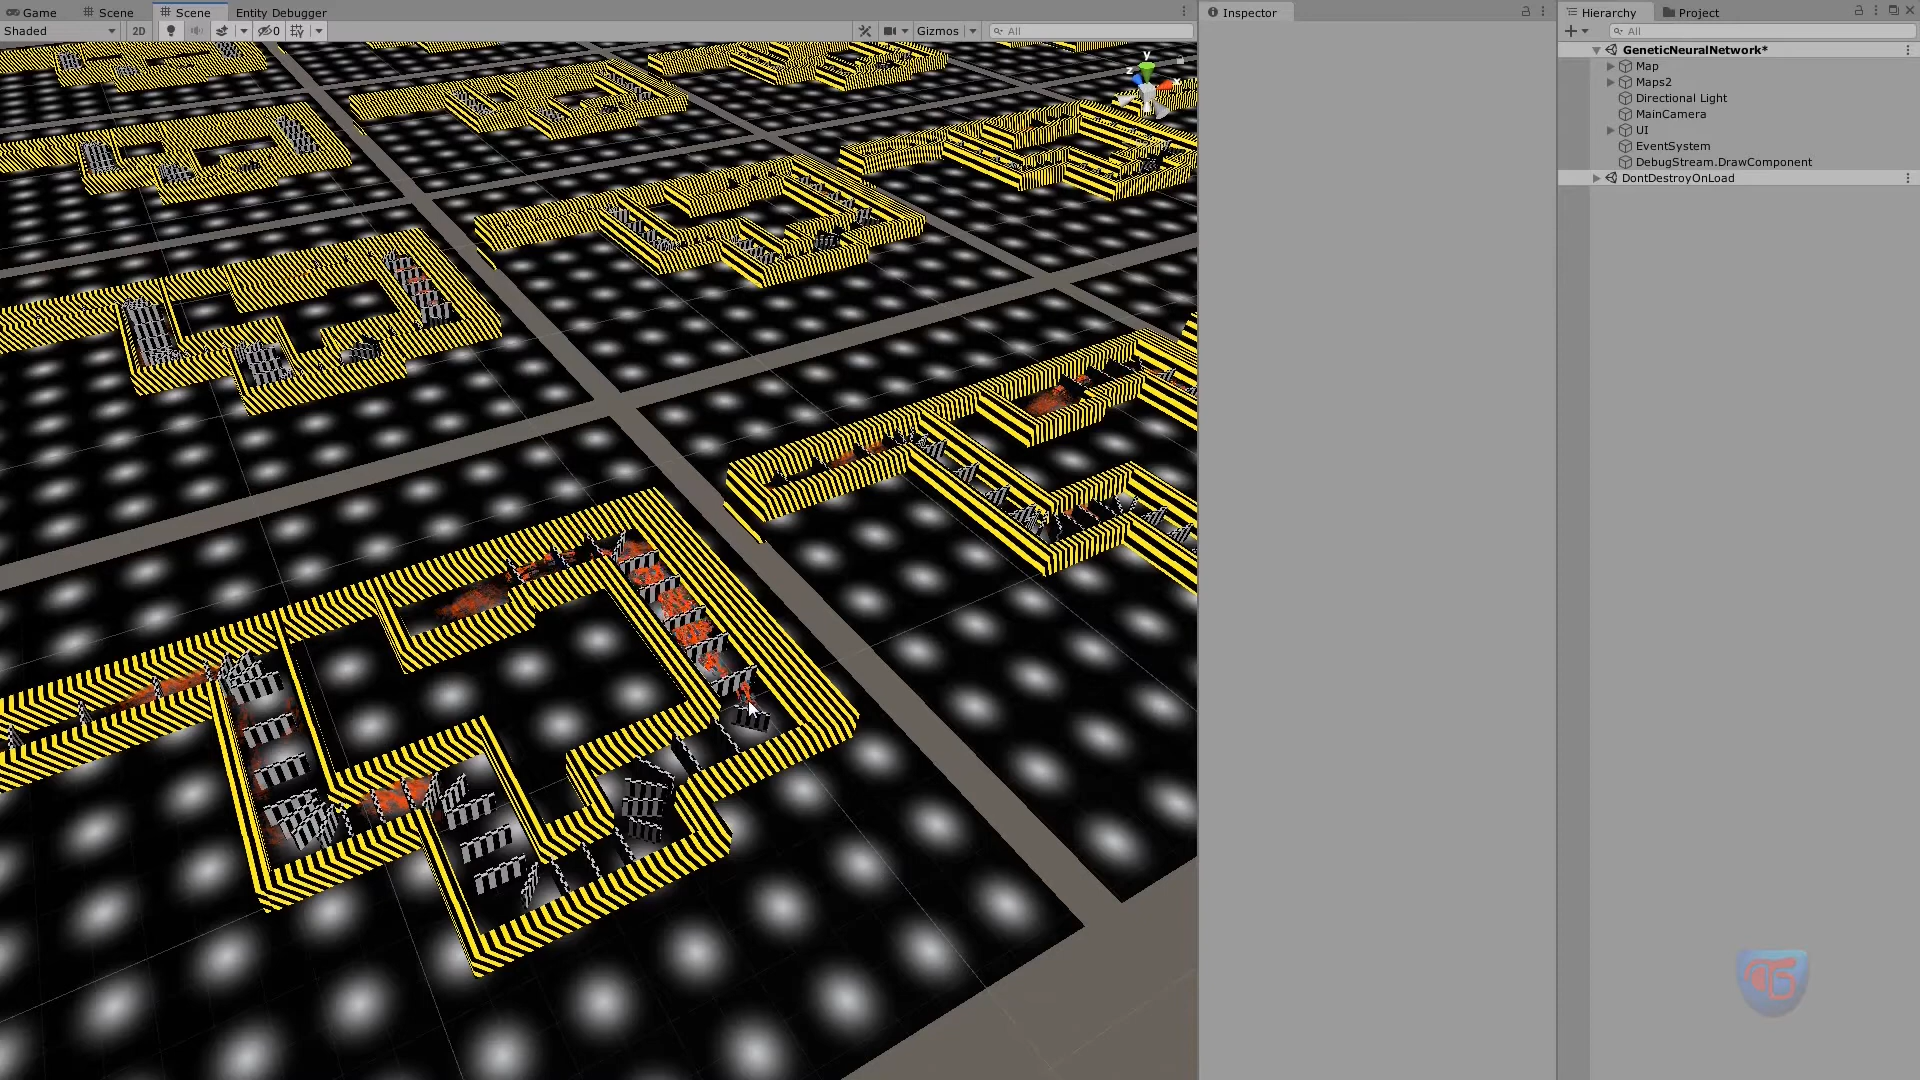 Game Scene Scene Entity Debugger
Inspector
Hierarchy Project
Shaded 2D 0 Gizmos All
All
GeneticNeuralNetwork*
Map
Maps2
Directional Light
MainCamera
UI
EventSystem
DebugStream.DrawComponent
DontDestroyOnLoad
y
z
x